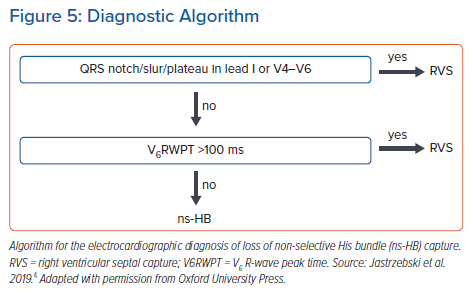 Figure 5: Diagnostic Algorithm
QRS notch/slur/plateau in lead I or V4–V6
yes
RVS
no
V6RWPT >100 ms
yes
RVS
no
ns-HB
Algorithm for the electrocardiographic diagnosis of loss of non-selective His bundle (ns-HB) capture.
RVS = right ventricular septal capture; V6RWPT = V6 R-wave peak time. Source: Jastrzebski et al.
2019.4 Adapted with permission from Oxford University Press.